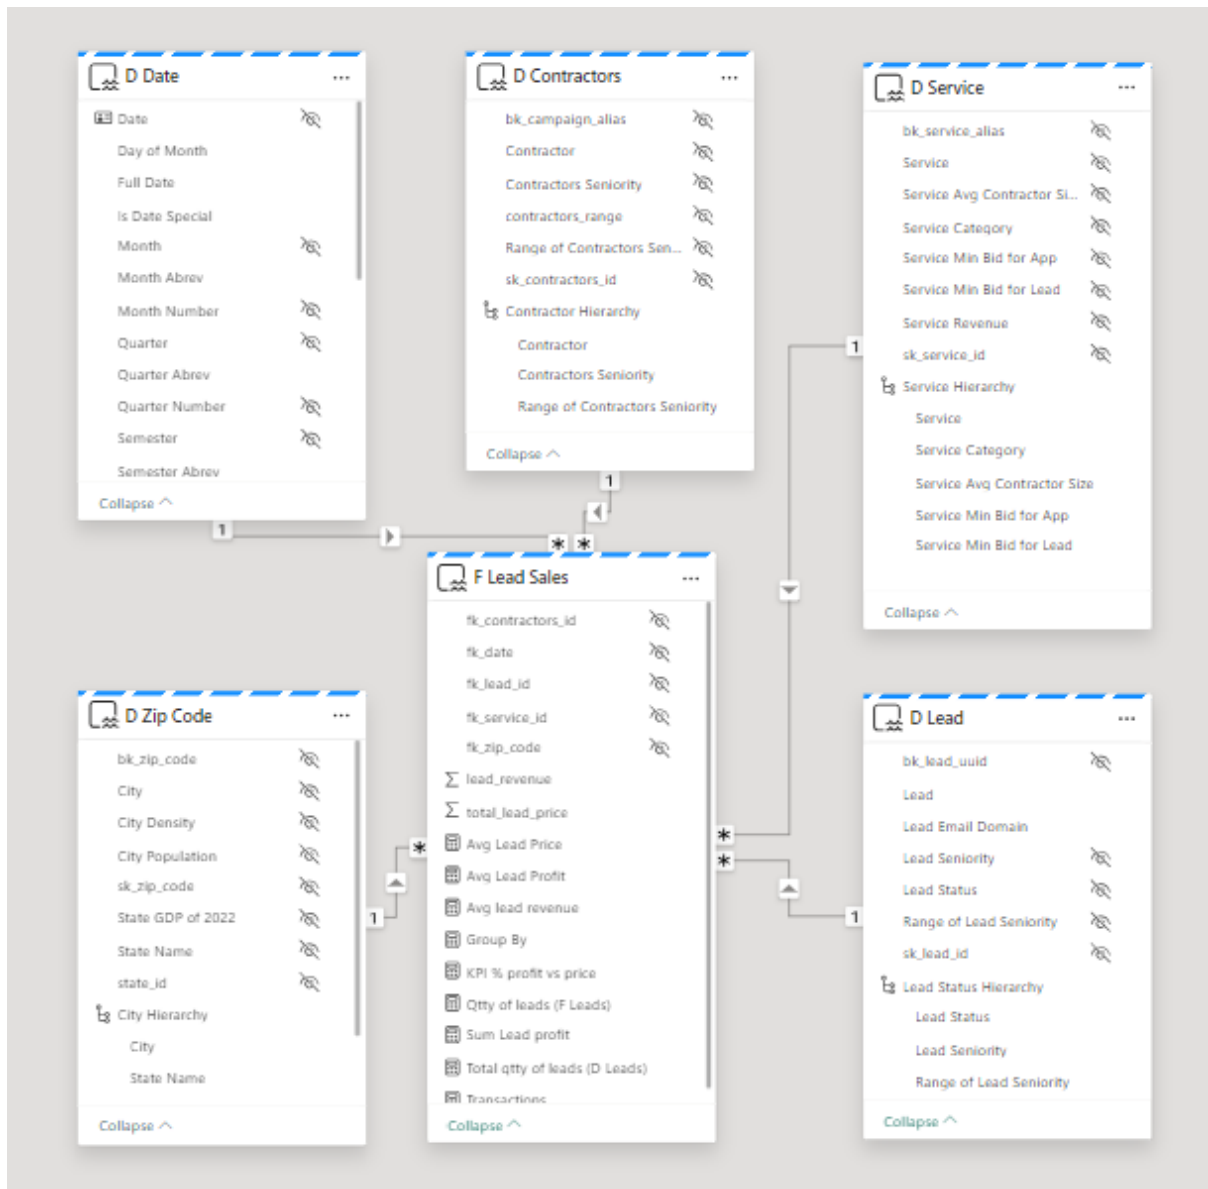 D Date
...
Date
Day of Month
Full Date
Is Date Special
Month
Month Abrev
Month Number
Quarter
Quarter Abrev
Quarter Number
Semester
Semester Abrev
Collapse
1
D Contractors
...
bk_campaign_alias
Contractor
Contractors Seniority
contractors_range
Range of Contractors Sen...
sk_contractors_id
Contractor Hierarchy
Contractor
Contractors Seniority
Range of Contractors Seniority
Collapse
1
D Service
...
bk_service_alias
Service
Service Avg Contractor Si...
Service Category
Service Min Bid for App
Service Min Bid for Lead
Service Revenue
sk_service_id
Service Hierarchy
Service
Service Category
Service Avg Contractor Size
Service Min Bid for App
Service Min Bid for Lead
Collapse
1
* *
F Lead Sales
...
fk_contractors_id
fk_date
fk_lead_id
fk_service_id
fk_zip_code
∑ lead_revenue
∑ total_lead_price
Avg Lead Price
Avg Lead Profit
Avg lead revenue
Group By
KPI % profit vs price
Qtty of leads (F Leads)
Sum Lead profit
Total qtty of leads (D Leads)
Transactions
Collapse
*
*
*
D Zip Code
...
bk_zip_code
City
City Density
City Population
sk_zip_code
State GDP of 2022
State Name
state_id
City Hierarchy
City
State Name
Collapse
1
D Lead
...
bk_lead_uuid
Lead
Lead Email Domain
Lead Seniority
Lead Status
Range of Lead Seniority
sk_lead_id
Lead Status Hierarchy
Lead Status
Lead Seniority
Range of Lead Seniority
Collapse
1